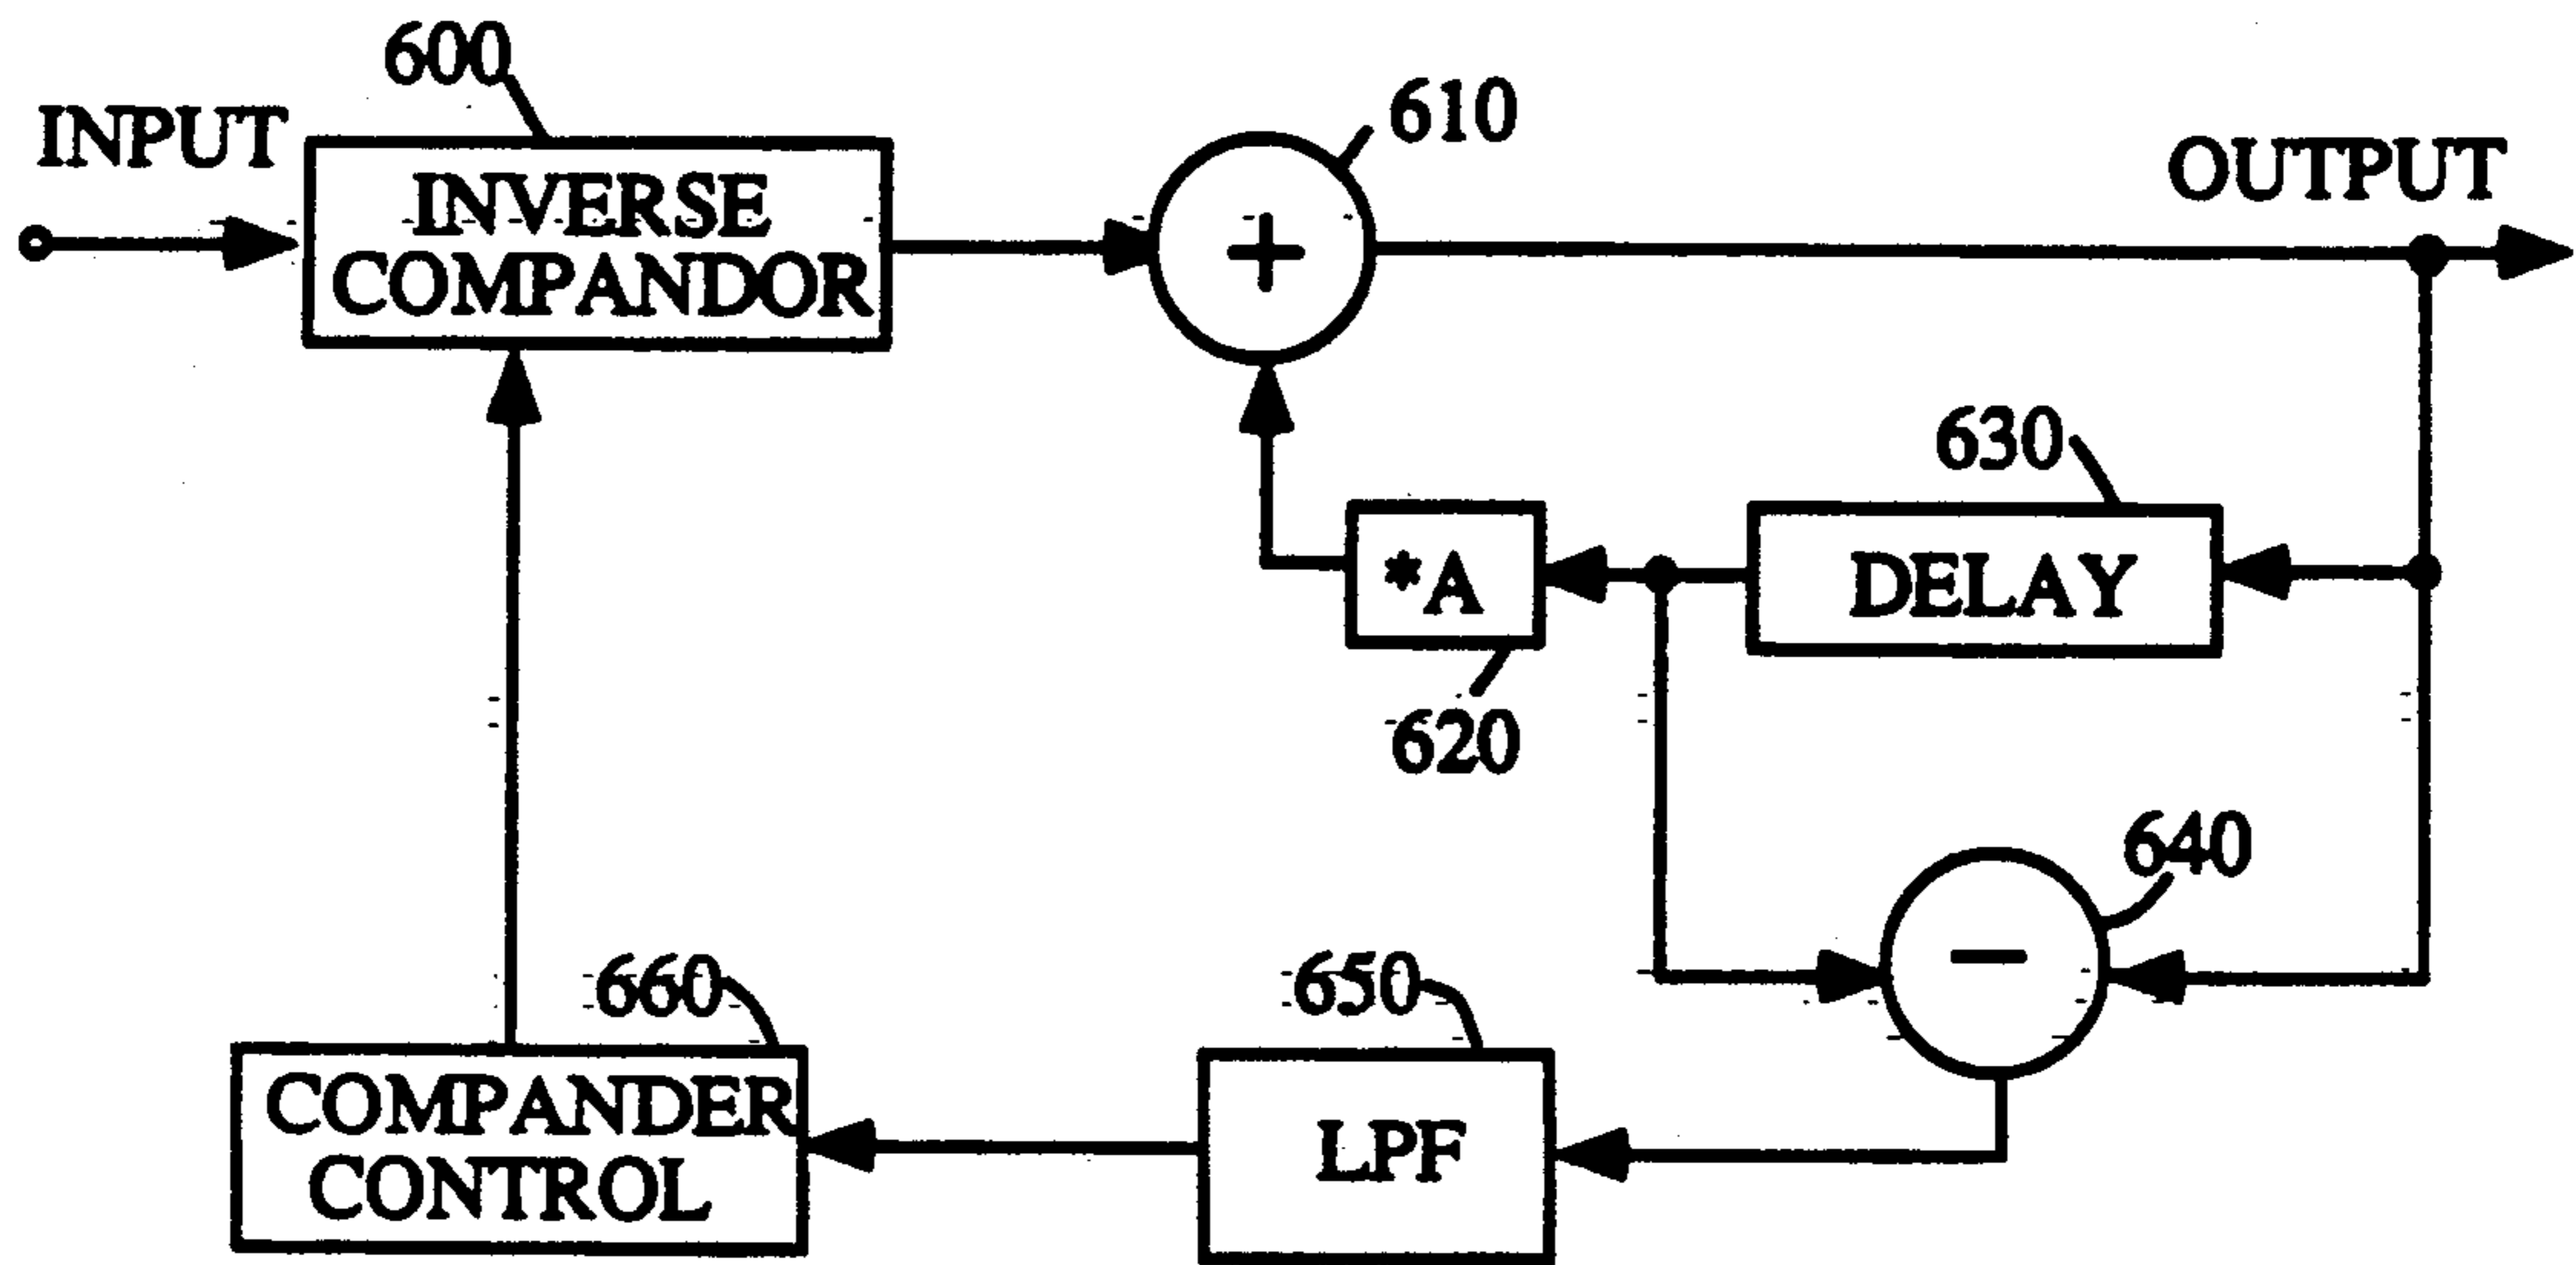 600
INPUT
INVERSE
COMPANDOR
610
+
OUTPUT
630
*A
DELAY
620
640
−
660
650
COMPANDER
CONTROL
LPF